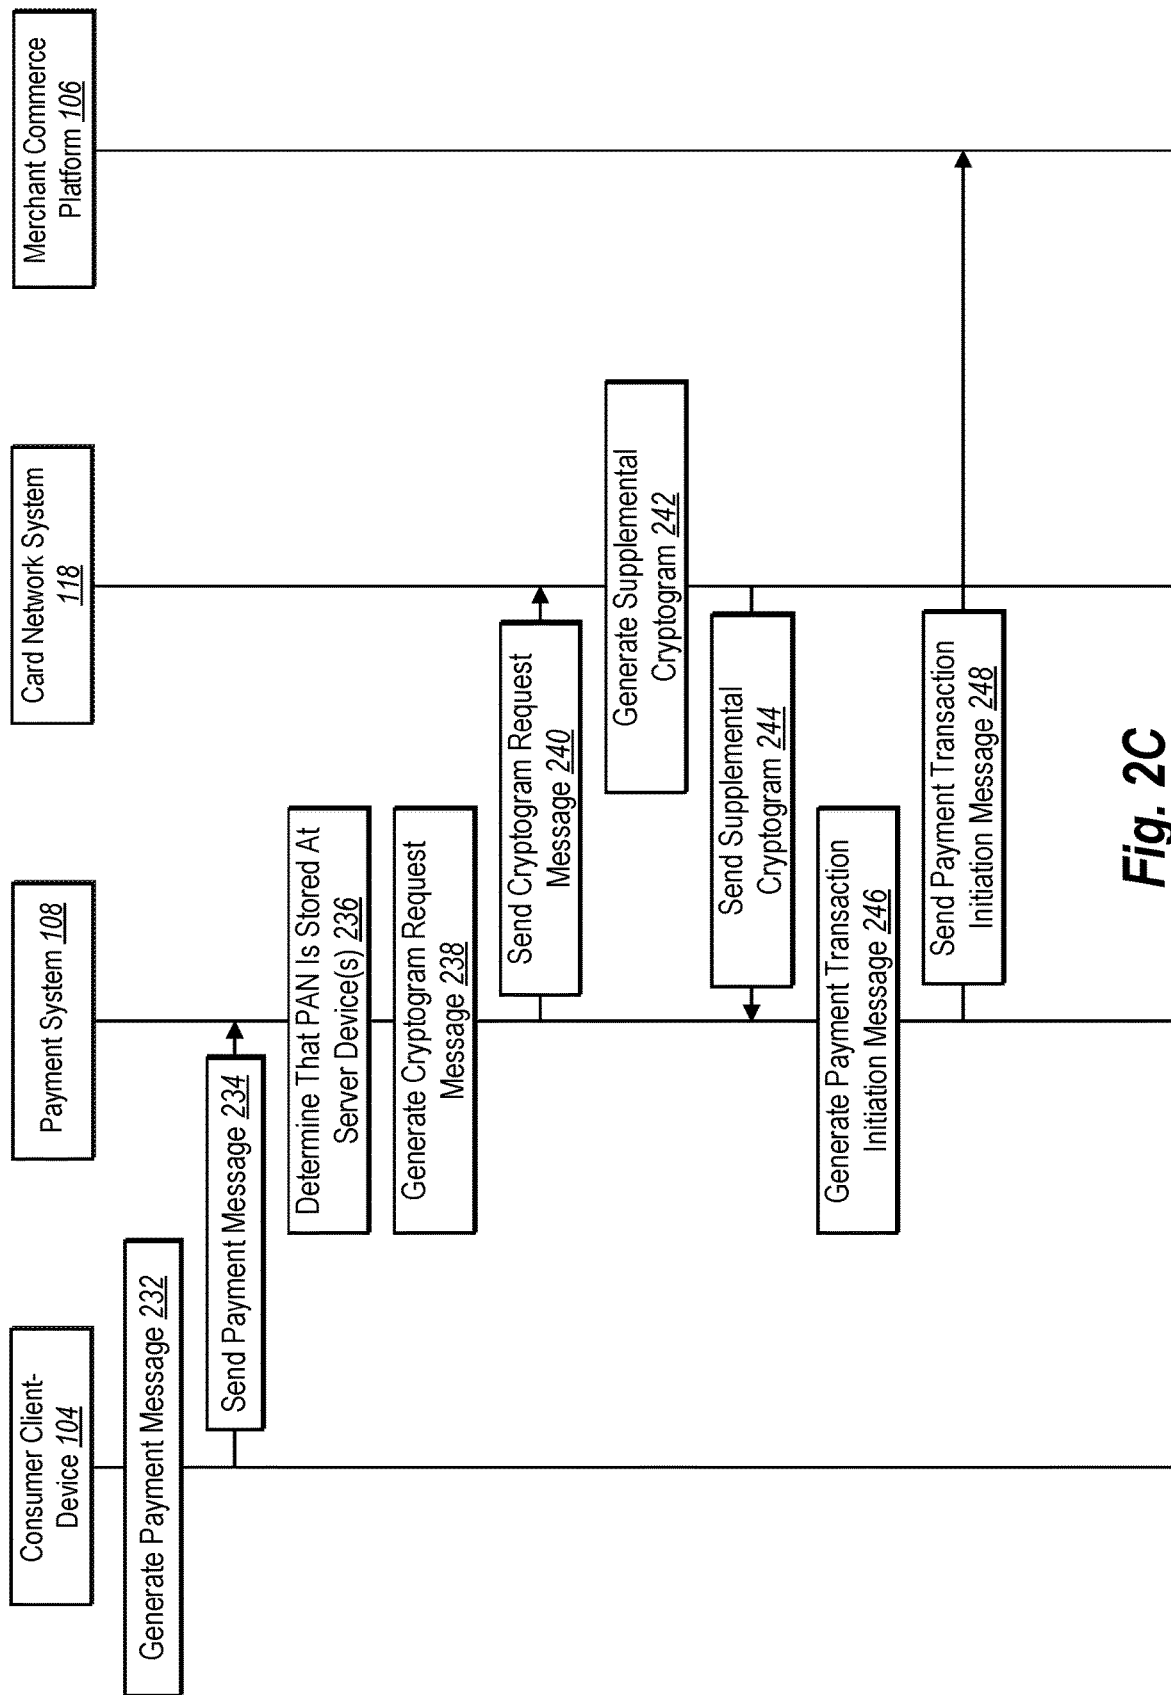 Consumer Client-
Device 104
Payment System 108
Card Network System
118
Merchant Commerce
Platform 106
Generate Payment Message 232
Send Payment Message 234
Determine That PAN Is Stored At
Server Device(s) 236
Generate Cryptogram Request
Message 238
Send Cryptogram Request
Message 240
Generate Supplemental
Cryptogram 242
Send Supplemental
Cryptogram 244
Generate Payment Transaction
Initiation Message 246
Send Payment Transaction
Initiation Message 248
Fig. 2C